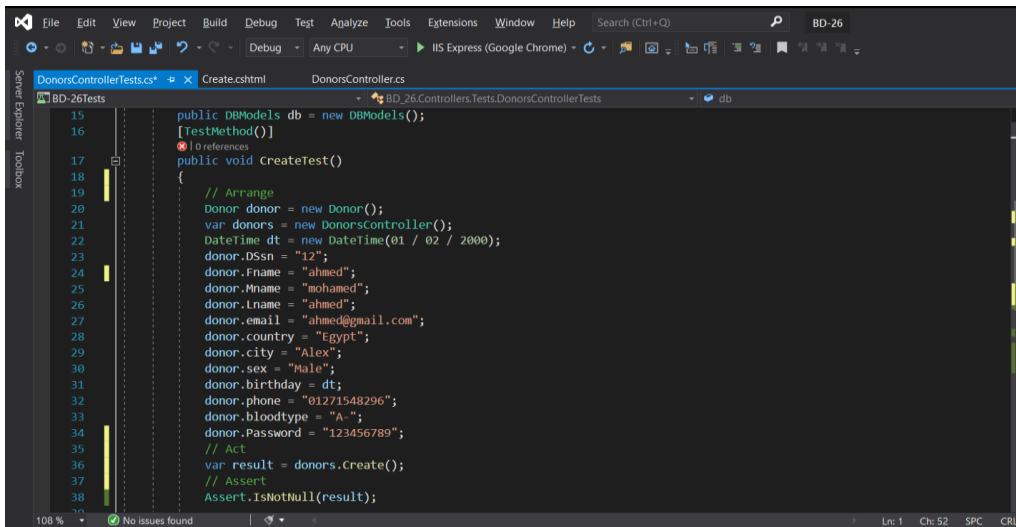 File Edit View Project Build Debug Test Analyze Tools Extensions Window Help Search (Ctrl+Q) BD-26
Debug Any CPU IIS Express (Google Chrome)
DonorsControllerTests.cs* Create.cshtml DonorsController.cs
BD-26Tests BD_26.Controllers.Tests.DonorsControllerTests db
Server Explorer
Toolbox
15 public DBModels db = new DBModels();
16 [TestMethod()]
0 references
17 public void CreateTest()
18 {
19 // Arrange
20 Donor donor = new Donor();
21 var donors = new DonorsController();
22 DateTime dt = new DateTime(01 / 02 / 2000);
23 donor.DSsn = "12";
24 donor.Fname = "ahmed";
25 donor.Mname = "mohamed";
26 donor.Lname = "ahmed";
27 donor.email = "ahmed@gmail.com";
28 donor.country = "Egypt";
29 donor.city = "Alex";
30 donor.sex = "Male";
31 donor.birthday = dt;
32 donor.phone = "01271548296";
33 donor.bloodtype = "A-";
34 donor.Password = "123456789";
35 // Act
36 var result = donors.Create();
37 // Assert
38 Assert.IsNotNull(result);
108 % No issues found Ln: 1 Ch: 52 SPC CRL